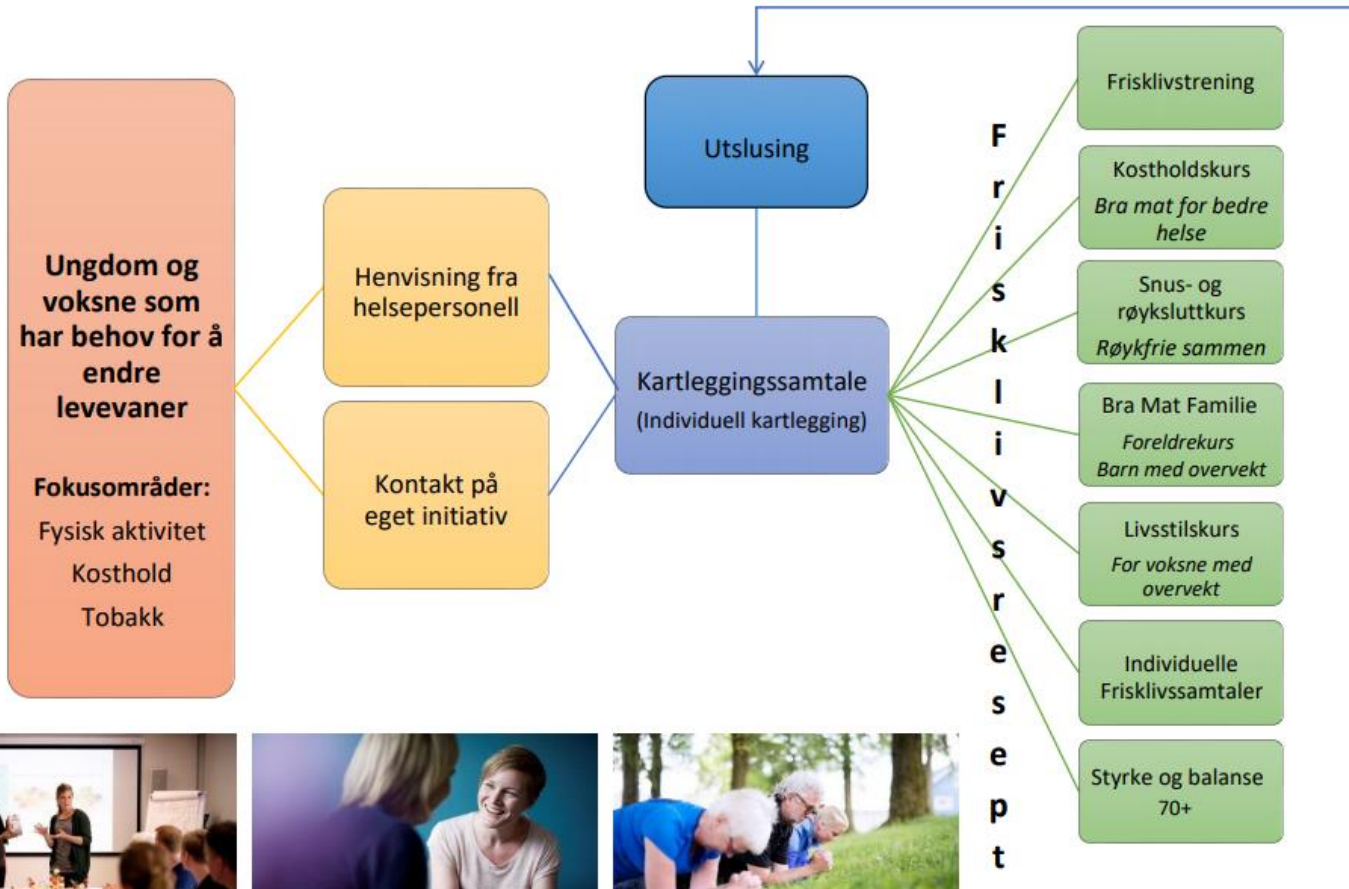 Ungdom og
voksne som
har behov for å
endre
levevaner
Fokusområder:
Fysisk aktivitet
Kosthold
Tobakk
Henvisning fra
helsepersonell
Kontakt på
eget initiativ
Utslusing
Kartleggingssamtale
(Individuell kartlegging)
F
r
i
s
k
l
i
v
s
r
e
s
e
p
t
Frisklivstrening
Kostholdskurs
Bra mat for bedre
helse
Snus- og
røyksluttkurs
Røykfrie sammen
Bra Mat Familie
Foreldrekurs
Barn med overvekt
Livsstilskurs
For voksne med
overvekt
Individuelle
Frisklivssamtaler
Styrke og balanse
70+